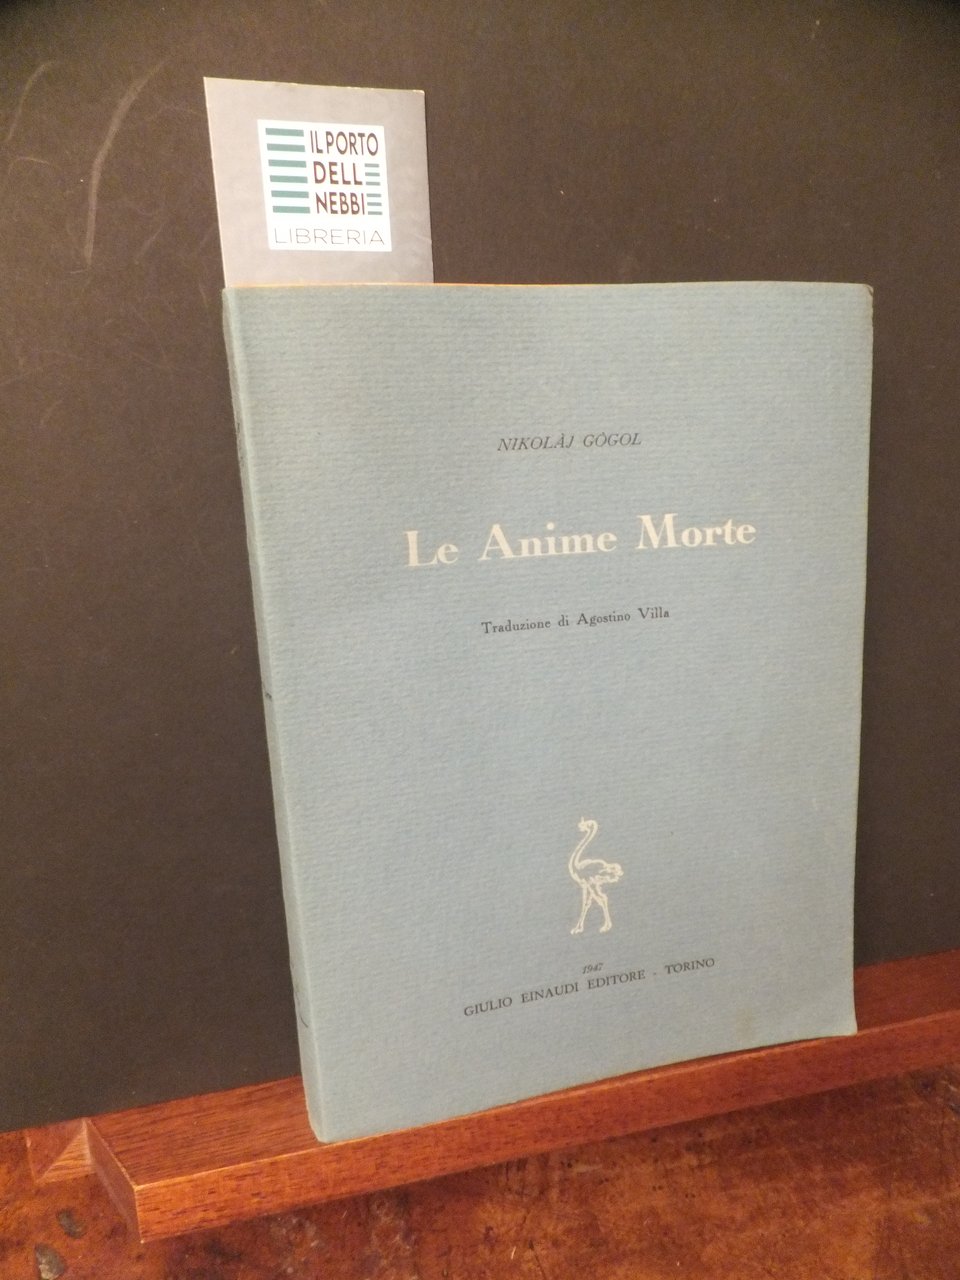 IL PORTO
DELL
NEBBI
LIBRERIA
NIKOLÀJ GÒGOL
Le Anime Morte
Traduzione di Agostino Villa
1947
GIULIO EINAUDI EDITORE - TORINO